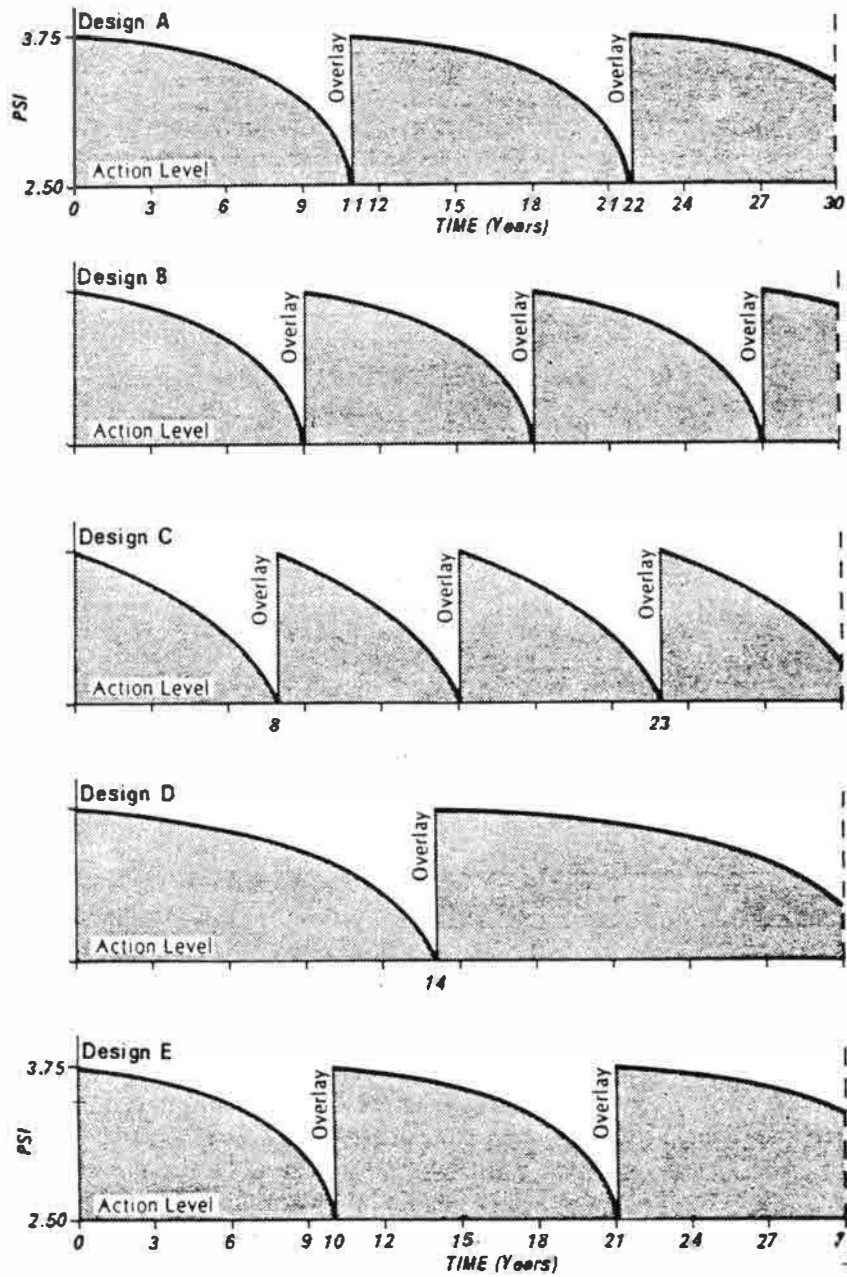 Design A
3.75
PSI
Overlay
Overlay
Action Level
2.50
0 3 6 9 11 12 15 18 21 22 24 27 30
TIME (Years)
Design B
Overlay
Overlay
Overlay
Action Level
Design C
Overlay
Overlay
Overlay
Action Level
8 23
Design D
Overlay
Action Level
14
Design E
3.75
PSI
Overlay
Overlay
Action Level
2.50
0 3 6 9 10 12 15 18 21 24 27
TIME (Years)